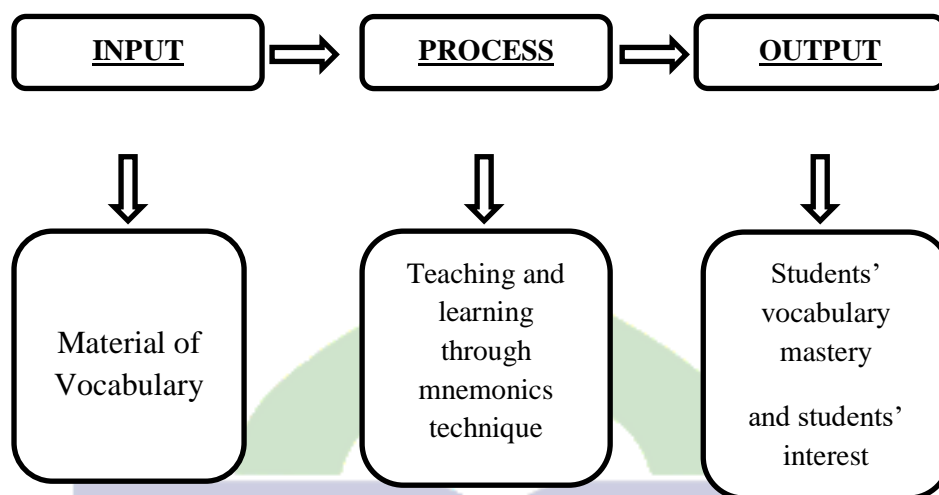 INPUT
PROCESS
OUTPUT
Material of
Vocabulary
Teaching and
learning
through
mnemonics
technique
Students’
vocabulary
mastery
and students’
interest